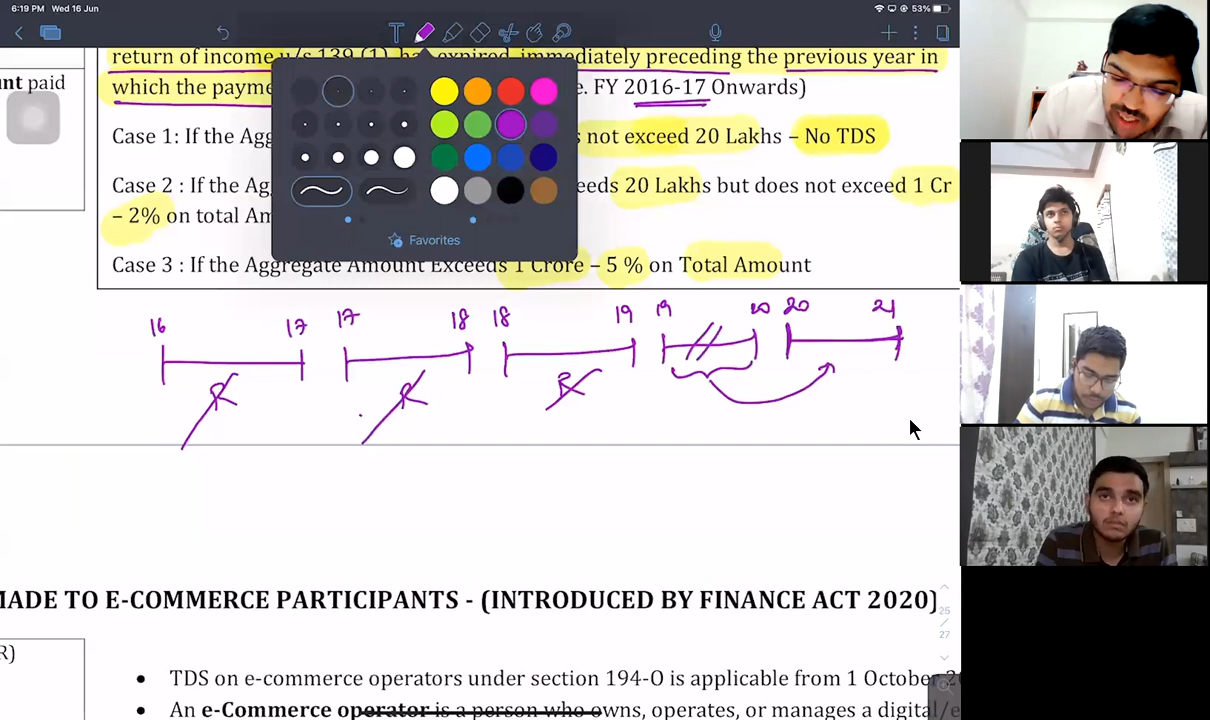 6:19 PM Wed 16 Jun
53%
return of income u/s 139 (1) has expired, immediately preceding the previous year in
unt paid
which the payme e. FY 2016-17 Onwards)
Case 1: If the Agg s not exceed 20 Lakhs – No TDS
Case 2 : If the Ag eeds 20 Lakhs but does not exceed 1 Cr
– 2% on total Am
Favorites
Case 3 : If the Aggregate Amount Exceeds 1 Crore – 5 % on Total Amount
16 17 17 18 18 19 19 20 20 21
R R R
MADE TO E-COMMERCE PARTICIPANTS - (INTRODUCED BY FINANCE ACT 2020)
25
/
27
R)
• TDS on e-commerce operators under section 194-O is applicable from 1 October
• An e-Commerce operator is a person who owns, operates, or manages a digital/e